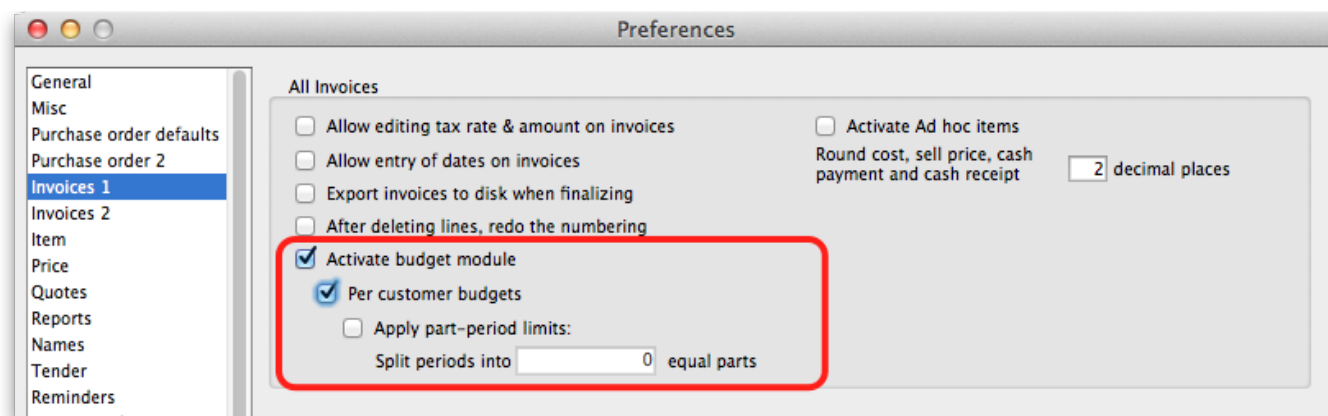 Preferences
General
Misc
Purchase order defaults
Purchase order 2
Invoices 1
Invoices 2
Item
Price
Quotes
Reports
Names
Tender
Reminders
All Invoices
Allow editing tax rate & amount on invoices
Allow entry of dates on invoices
Export invoices to disk when finalizing
After deleting lines, redo the numbering
Activate budget module
Per customer budgets
Apply part-period limits:
Split periods into 0 equal parts
Activate Ad hoc items
Round cost, sell price, cash
payment and cash receipt 2 decimal places